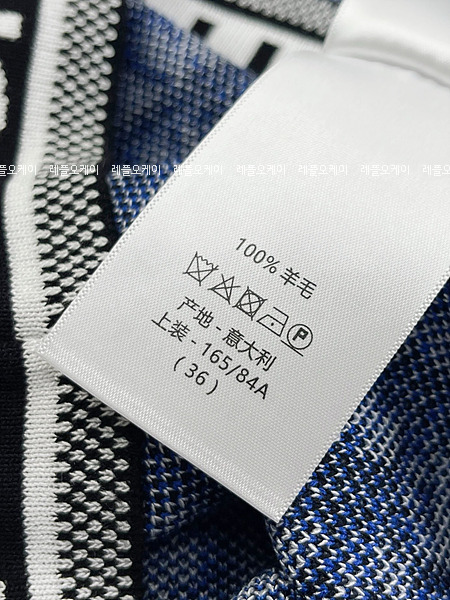 레플오케이 레플오케이 레플오케이 레플오케이 레플오케이 레플오케이 레플오케이 레
100% 羊毛
P
产地 - 意大利
上装 - 165/84A
( 36 )